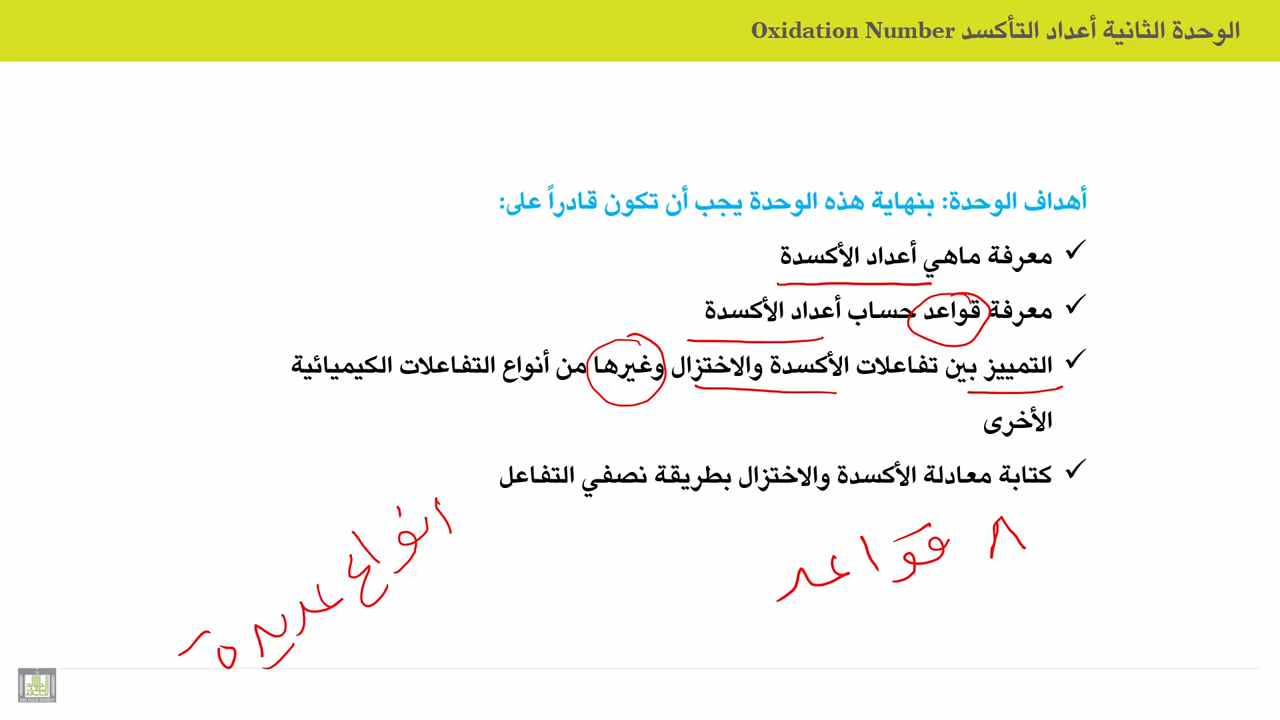 الوحدة الثانية أعداد التأكسد Oxidation Number
أهداف الوحدة: بنهاية هذه الوحدة يجب أن تكون قادراً على:
✓ معرفة ماهي أعداد الأكسدة
✓ معرفة قواعد حساب أعداد الأكسدة
✓ التمييز بين تفاعلات الأكسدة والاختزال وغيرها من أنواع التفاعلات الكيميائية
الأخرى
✓ كتابة معادلة الأكسدة والاختزال بطريقة نصفي التفاعل
٨ قواعد
انواع عديدة